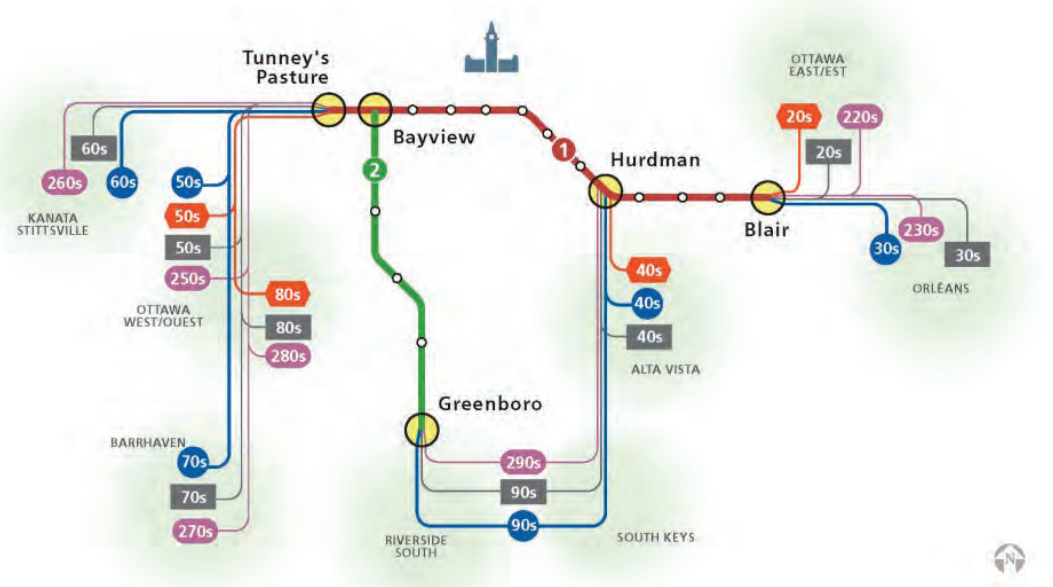 Tunney's
Pasture
Bayview
Hurdman
Blair
Greenboro
1
2
OTTAWA
EAST/EST
20s
220s
20s
230s
30s
30s
ORLÉANS
60s
260s
60s
KANATA
STITTSVILLE
50s
50s
50s
250s
OTTAWA
WEST/OUEST
80s
80s
280s
40s
40s
40s
ALTA VISTA
BARRHAVEN
70s
70s
270s
290s
90s
90s
RIVERSIDE
SOUTH
SOUTH KEYS
N